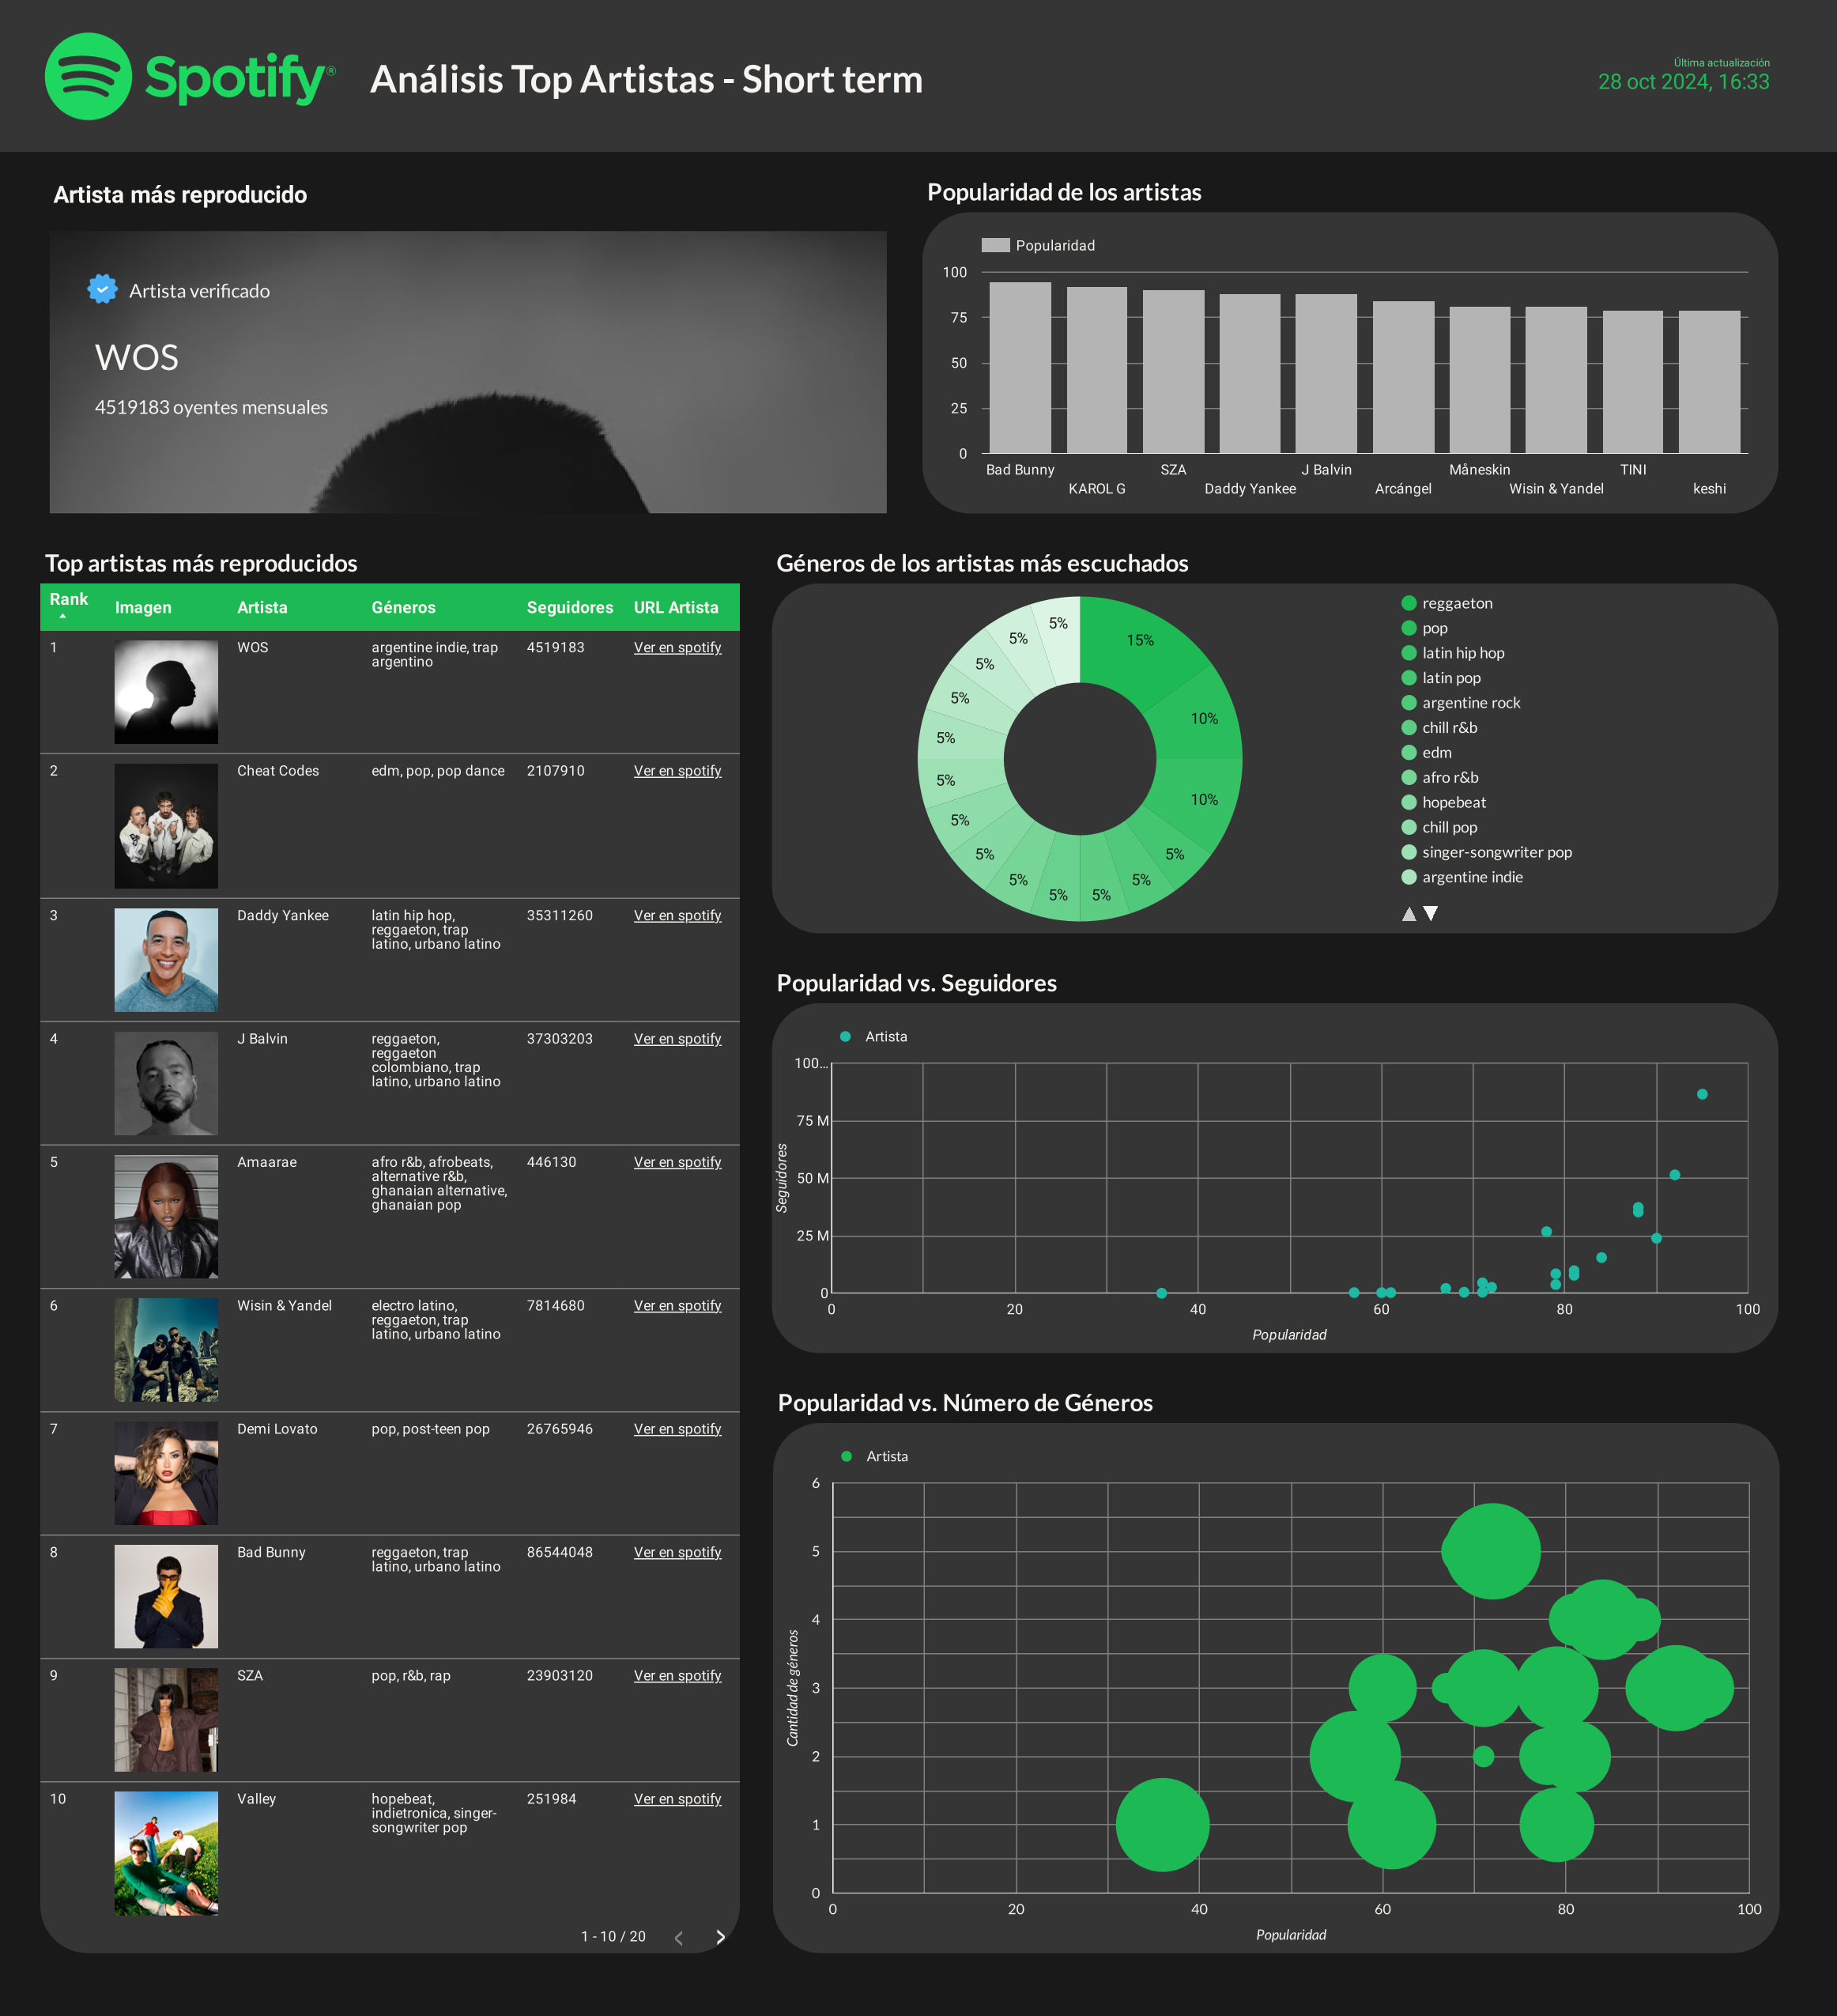 Spotify®
Análisis Top Artistas - Short term
Última actualización
28 oct 2024, 16:33
Artista más reproducido
Artista verificado
WOS
4519183 oyentes mensuales
Popularidad de los artistas
Popularidad
100
75
50
25
0
Bad Bunny
KAROL G
SZA
Daddy Yankee
J Balvin
Arcángel
Måneskin
Wisin & Yandel
TINI
keshi
Top artistas más reproducidos
Rank Imagen Artista Géneros Seguidores URL Artista
1 WOS argentine indie, trap 4519183 Ver en spotify
argentino
2 Cheat Codes edm, pop, pop dance 2107910 Ver en spotify
3 Daddy Yankee latin hip hop, 35311260 Ver en spotify
reggaeton, trap
latino, urbano latino
4 J Balvin reggaeton, 37303203 Ver en spotify
reggaeton
colombiano, trap
latino, urbano latino
5 Amaarae afro r&b, afrobeats, 446130 Ver en spotify
alternative r&b,
ghanaian alternative,
ghanaian pop
6 Wisin & Yandel electro latino, 7814680 Ver en spotify
reggaeton, trap
latino, urbano latino
7 Demi Lovato pop, post-teen pop 26765946 Ver en spotify
8 Bad Bunny reggaeton, trap 86544048 Ver en spotify
latino, urbano latino
9 SZA pop, r&b, rap 23903120 Ver en spotify
10 Valley hopebeat, 251984 Ver en spotify
indietronica, singer-
songwriter pop
1 - 10 / 20
Géneros de los artistas más escuchados
15%
10%
10%
5%
5%
5%
5%
5%
5%
5%
5%
5%
5%
5%
5%
5%
reggaeton
pop
latin hip hop
latin pop
argentine rock
chill r&b
edm
afro r&b
hopebeat
chill pop
singer-songwriter pop
argentine indie
Popularidad vs. Seguidores
Artista
100...
75 M
50 M
25 M
0
Seguidores
0 20 40 60 80 100
Popularidad
Popularidad vs. Número de Géneros
Artista
6
5
4
3
2
1
0
Cantidad de géneros
0 20 40 60 80 100
Popularidad